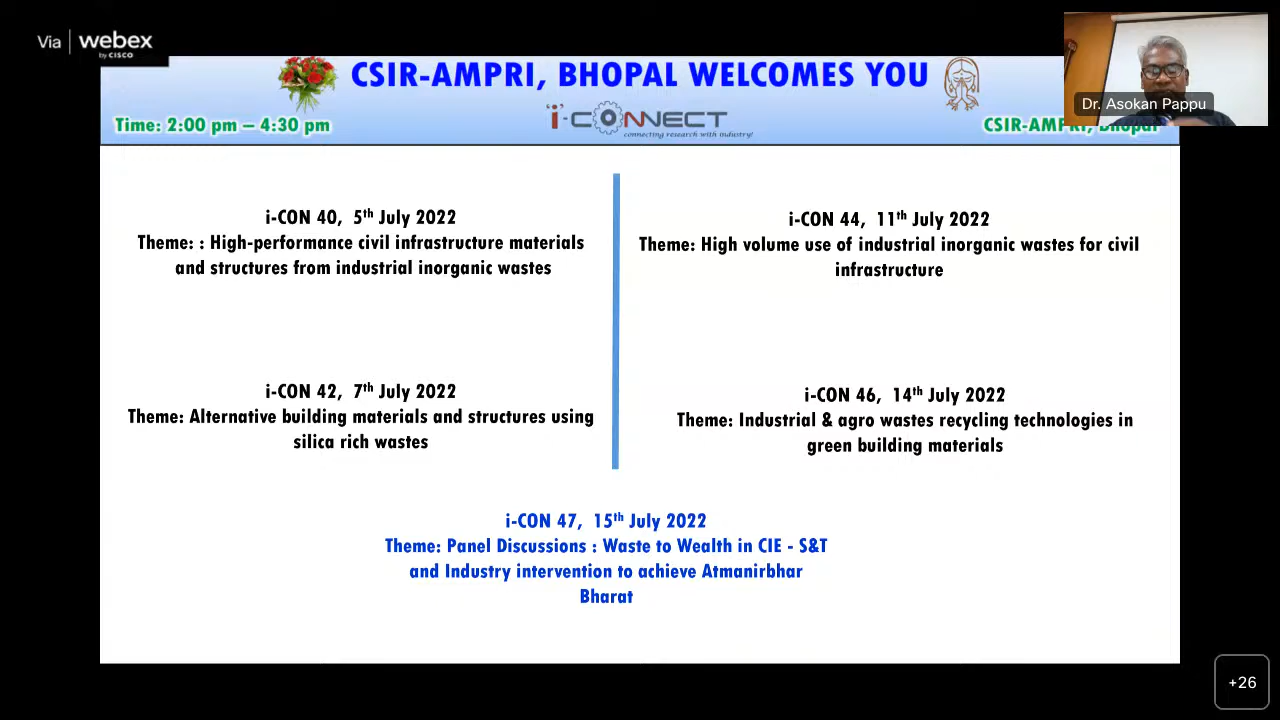 Via webex
by CISCO
CSIR-AMPRI, BHOPAL WELCOMES YOU
Dr. Asokan Pappu
'i'-CONNECT
connecting research with industry!
Time: 2:00 pm – 4:30 pm
CSIR-AMPRI, Bhopal
i-CON 40, 5th July 2022
Theme: : High-performance civil infrastructure materials
and structures from industrial inorganic wastes
i-CON 44, 11th July 2022
Theme: High volume use of industrial inorganic wastes for civil
infrastructure
i-CON 42, 7th July 2022
Theme: Alternative building materials and structures using
silica rich wastes
i-CON 46, 14th July 2022
Theme: Industrial & agro wastes recycling technologies in
green building materials
i-CON 47, 15th July 2022
Theme: Panel Discussions : Waste to Wealth in CIE - S&T
and Industry intervention to achieve Atmanirbhar
Bharat
+26